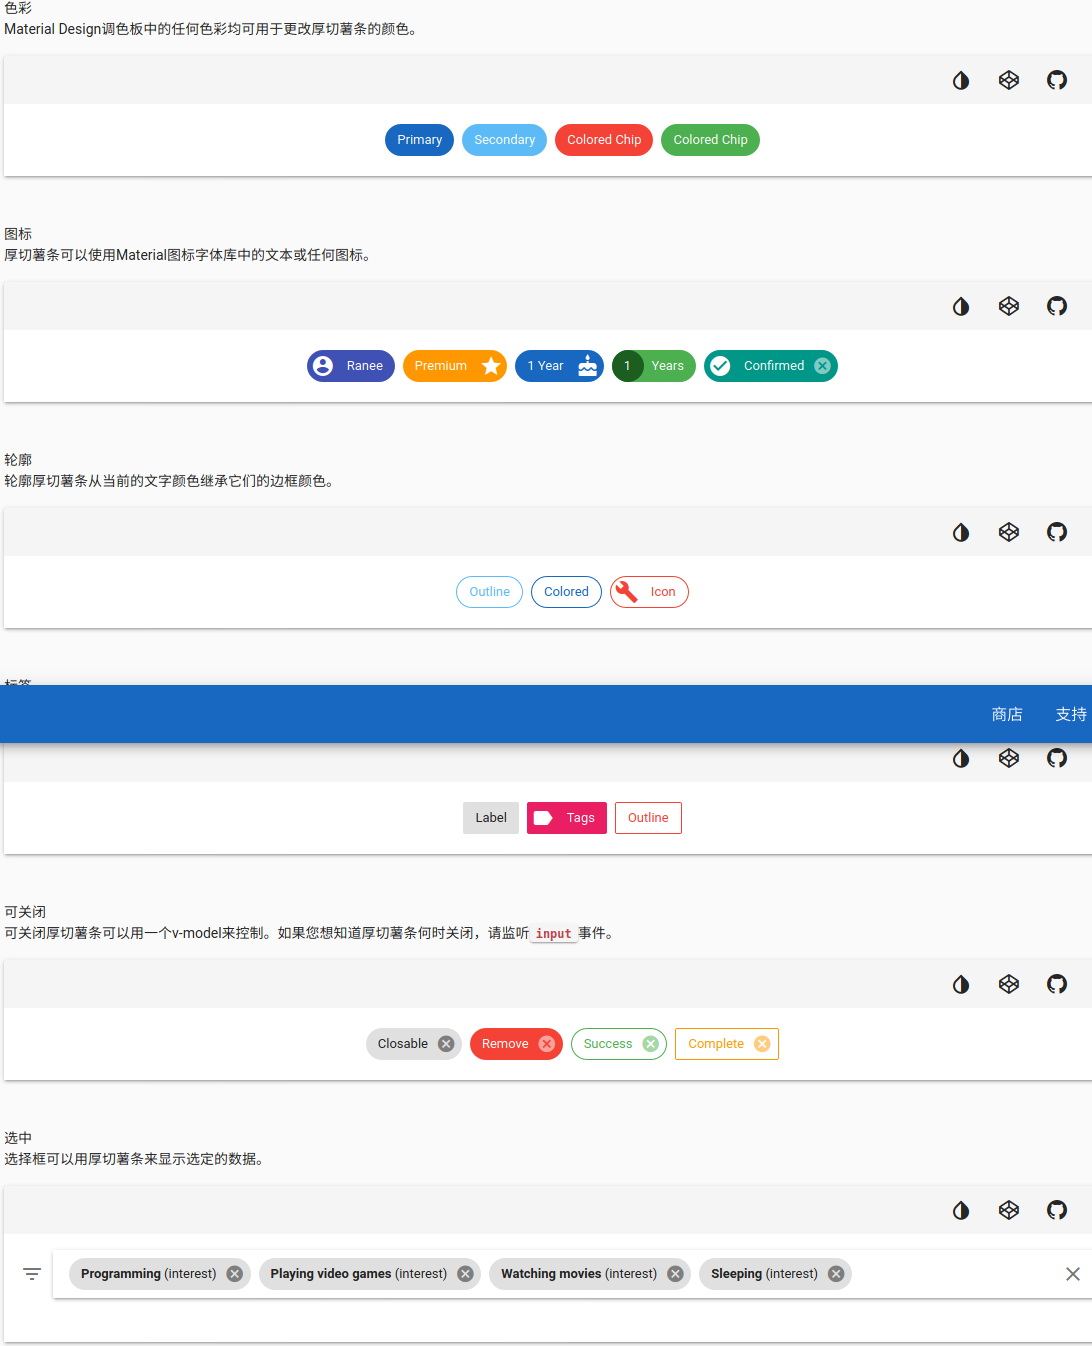 色彩
Material Design调色板中的任何色彩均可用于更改厚切薯条的颜色。
Primary Secondary Colored Chip Colored Chip
图标
厚切薯条可以使用Material图标字体库中的文本或任何图标。
Ranee Premium 1 Year 1 Years Confirmed
轮廓
轮廓厚切薯条从当前的文字颜色继承它们的边框颜色。
Outline Colored Icon
商店 支持
Label Tags Outline
可关闭
可关闭厚切薯条可以用一个v-model来控制。如果您想知道厚切薯条何时关闭，请监听 input 事件。
Closable Remove Success Complete
选中
选择框可以用厚切薯条来显示选定的数据。
Programming (interest) Playing video games (interest) Watching movies (interest) Sleeping (interest)